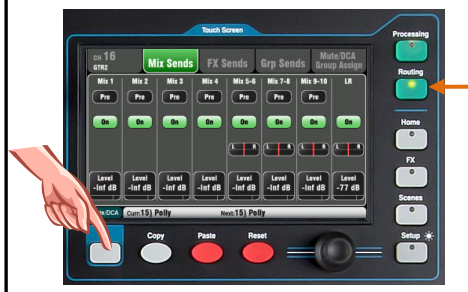 Touch Screen
Processing
CH 16
GTR2
Mix Sends
FX Sends
Grp Sends
Mute/DCA
Group Assign
Routing
Mix 1 Mix 2 Mix 3 Mix 4 Mix 5-6 Mix 7-8 Mix 9-10 LR
Pre Pre Pre Pre Pre Pre Pre
On On On On On On On On
L R L R L R L R
Home
FX
Level Level Level Level Level Level Level Level
-Inf dB -Inf dB -Inf dB -Inf dB -Inf dB -Inf dB -Inf dB -77 dB
Scenes
te/DCA Curr:15) Polly Next:15) Polly
Copy Paste Reset
Setup